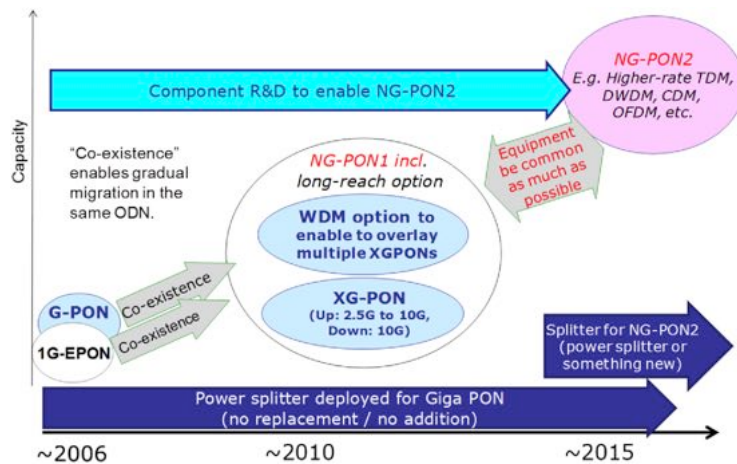 Capacity
Component R&D to enable NG-PON2
NG-PON2
E.g. Higher-rate TDM,
DWDM, CDM,
OFDM, etc.
"Co-existence"
enables gradual
migration in the
same ODN.
NG-PON1 incl.
long-reach option
Equipment
be common
as much as
possible
WDM option to
enable to overlay
multiple XGPONs
XG-PON
(Up: 2.5G to 10G,
Down: 10G)
G-PON
1G-EPON
Co-existence
Co-existence
Splitter for NG-PON2
(power splitter or
something new)
Power splitter deployed for Giga PON
(no replacement / no addition)
~2006
~2010
~2015